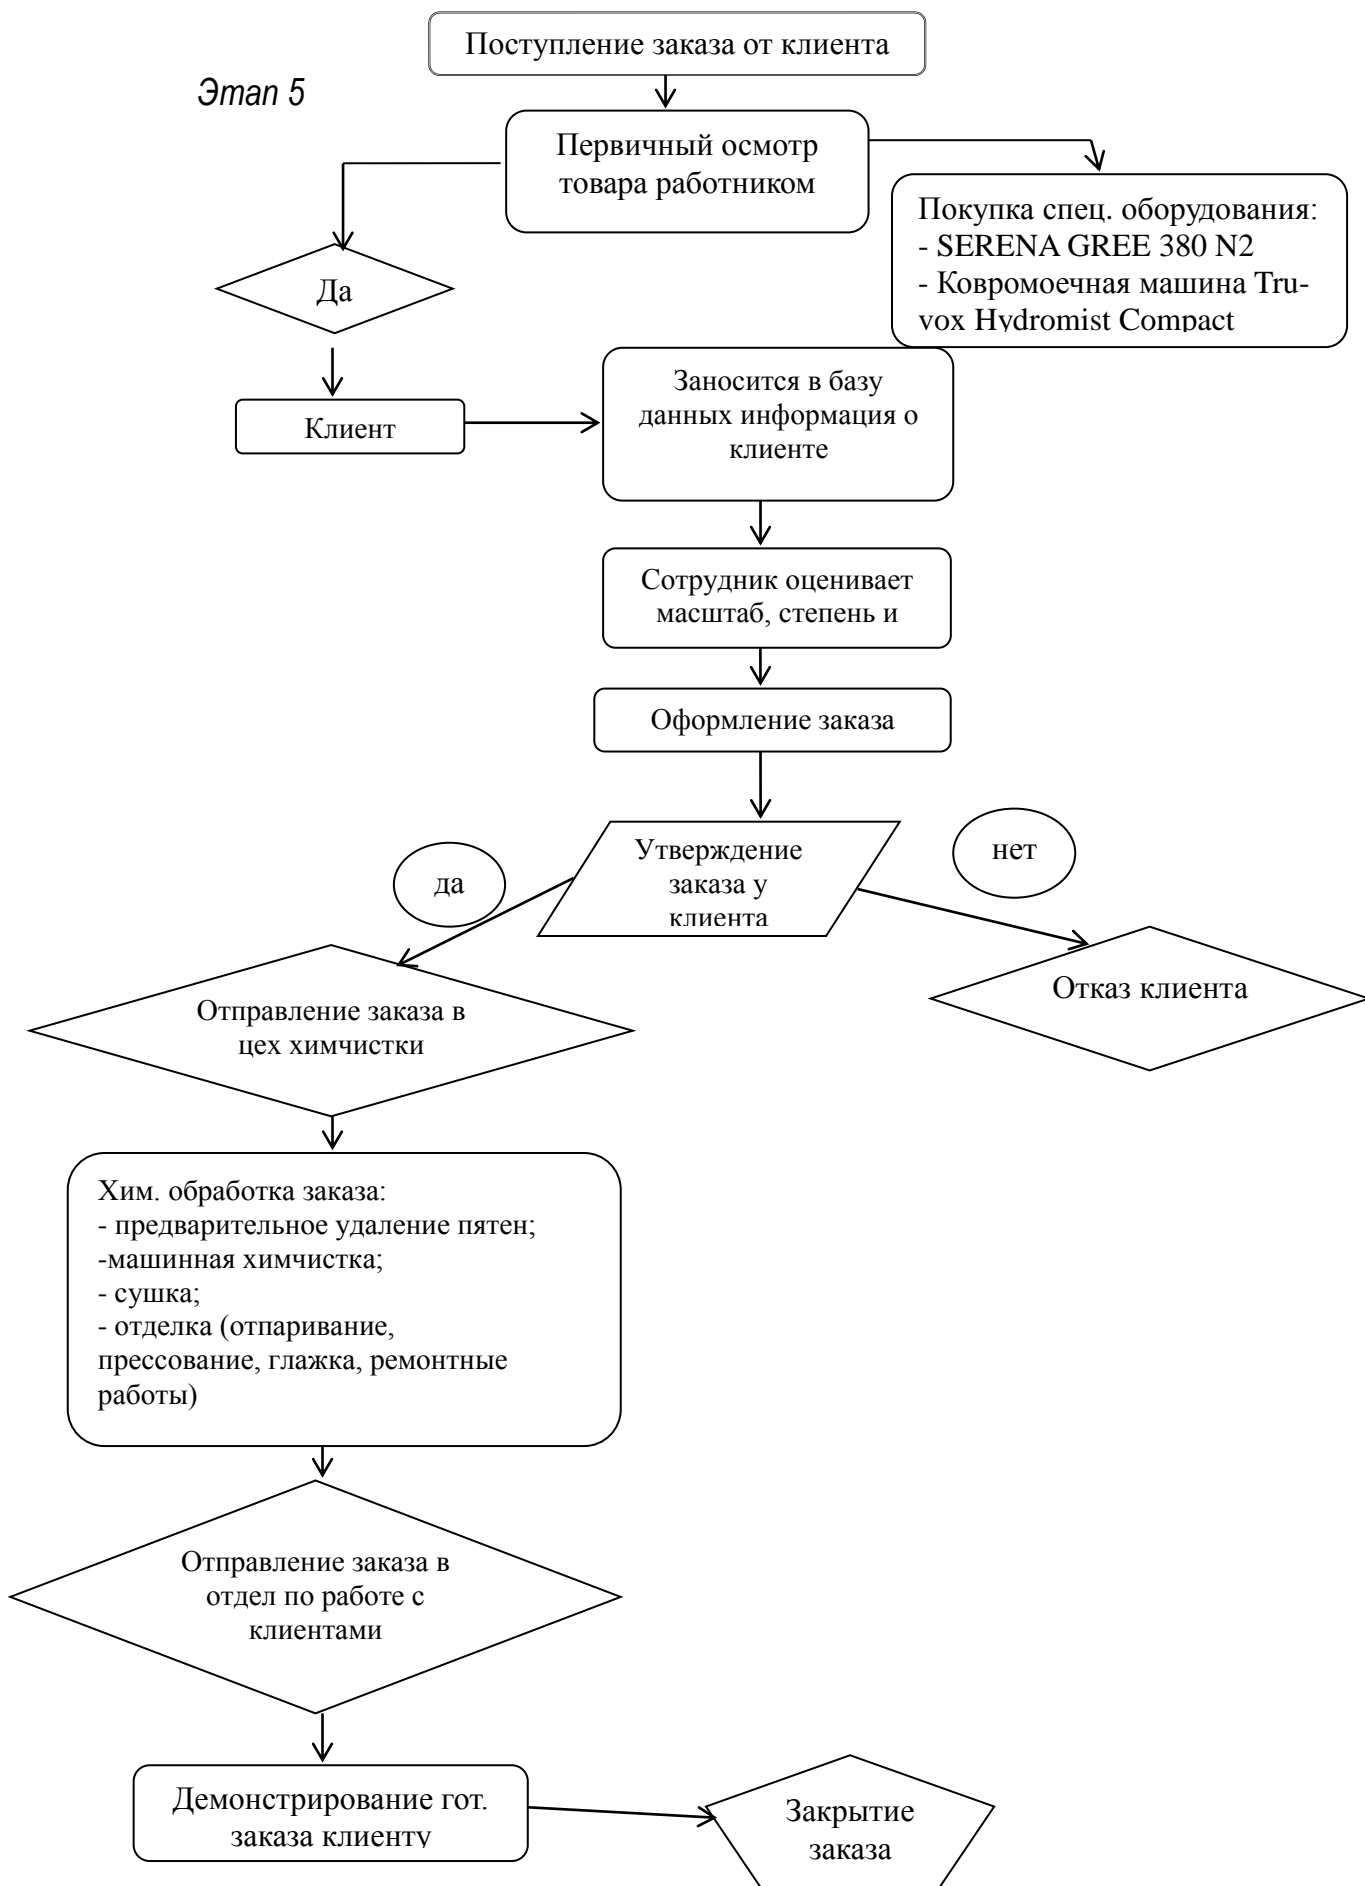 Поступление заказа от клиента
Этап 5
Первичный осмотр
товара работником
Покупка спец. оборудования:
- SERENA GREE 380 N2
- Ковромоечная машина Tru-
vox Hydromist Compact
Да
Заносится в базу
данных информация о
клиенте
Клиент
Сотрудник оценивает
масштаб, степень и
Оформление заказа
Утверждение
заказа у
клиента
да
нет
Отказ клиента
Отправление заказа в
цех химчистки
Хим. обработка заказа:
- предварительное удаление пятен;
-машинная химчистка;
- сушка;
- отделка (отпаривание,
прессование, глажка, ремонтные
работы)
Отправление заказа в
отдел по работе с
клиентами
Демонстрирование гот.
заказа клиенту
Закрытие
заказа